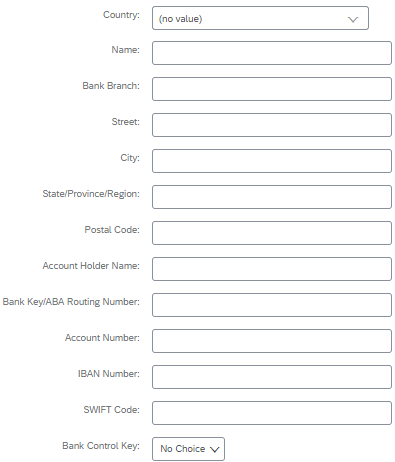 Country: (no value)
Name:
Bank Branch:
Street:
City:
State/Province/Region:
Postal Code:
Account Holder Name:
Bank Key/ABA Routing Number:
Account Number:
IBAN Number:
SWIFT Code:
Bank Control Key: No Choice